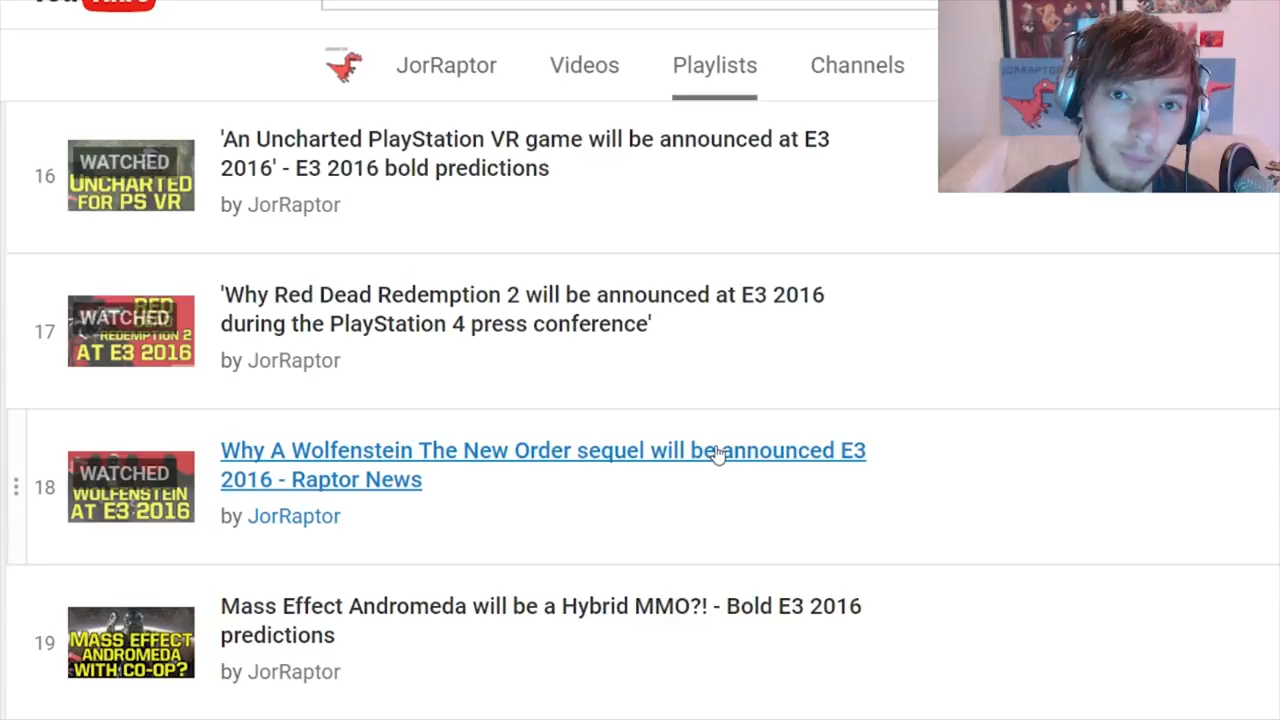 JorRaptor
Videos
Playlists
Channels
JORRAPTOR
16
WATCHED
UNCHARTED
FOR PS VR
'An Uncharted PlayStation VR game will be announced at E3
2016' - E3 2016 bold predictions
by JorRaptor
17
WATCHED
RED
REDEMPTION 2
AT E3 2016
'Why Red Dead Redemption 2 will be announced at E3 2016
during the PlayStation 4 press conference'
by JorRaptor
18
WATCHED
WOLFENSTEIN
AT E3 2016
Why A Wolfenstein The New Order sequel will be announced E3
2016 - Raptor News
by JorRaptor
19
MASS EFFECT
ANDROMEDA
WITH CO-OP?
Mass Effect Andromeda will be a Hybrid MMO?! - Bold E3 2016
predictions
by JorRaptor